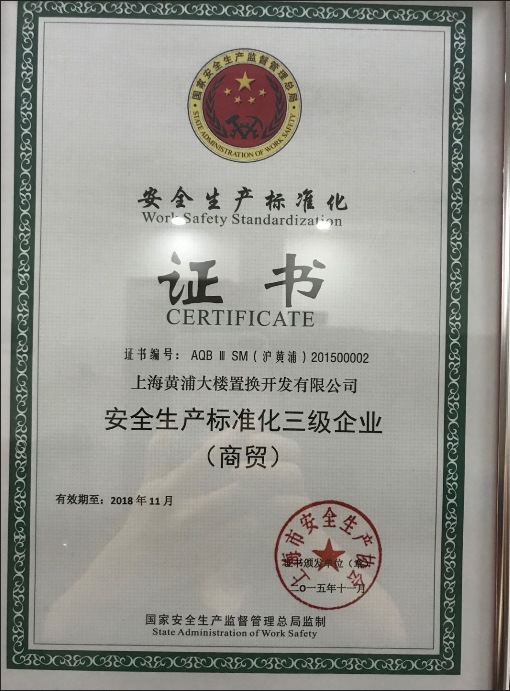 国家安全生产监督管理总局
STATE ADMINISTRATION OF WORK SAFETY
安全生产标准化
Work Safety Standardization
证书
CERTIFICATE
证书编号： AQB Ⅲ SM（沪黄浦）201500002
上海黄浦大楼置换开发有限公司
安全生产标准化三级企业
（商贸）
有效期至：2018 年 11 月
上海市安全生产协会
证书颁发单位（章）
二○一五年十一月
国家安全生产监督管理总局监制
State Administration of Work Safety